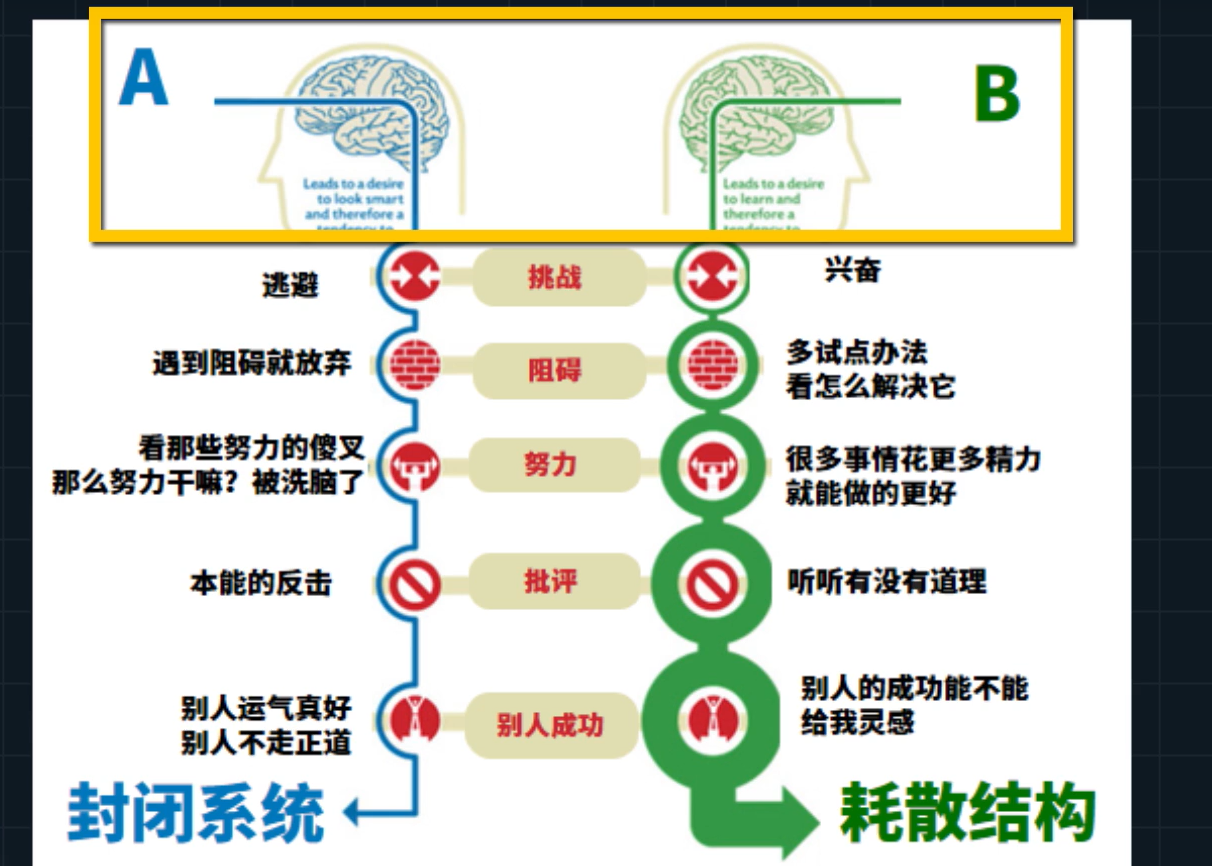 A
B
Leads to a desire
to look smart
and therefore a
tendency to
Leads to a desire
to learn and
therefore a
tendency to
逃避
挑战
兴奋
遇到阻碍就放弃
阻碍
多试点办法
看怎么解决它
看那些努力的傻叉
那么努力干嘛？被洗脑了
努力
很多事情花更多精力
就能做的更好
本能的反击
批评
听听有没有道理
别人运气真好
别人不走正道
别人成功
别人的成功能不能
给我灵感
封闭系统
耗散结构